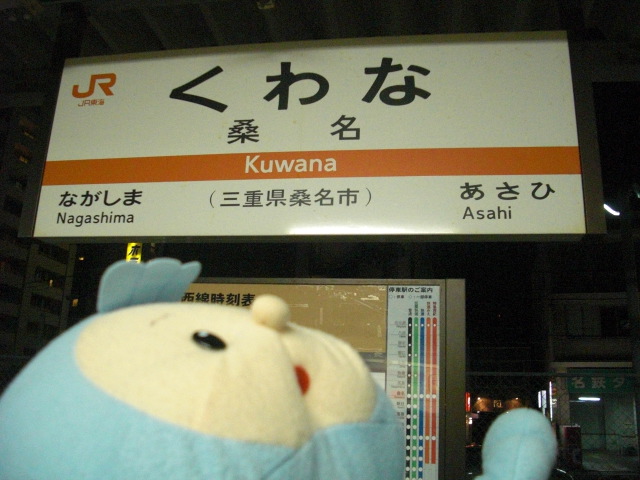 JR
JR東海
くわな
桑名
Kuwana
ながしま
Nagashima
(三重県桑名市)
あさひ
Asahi
西線時刻表
停車駅のご案内